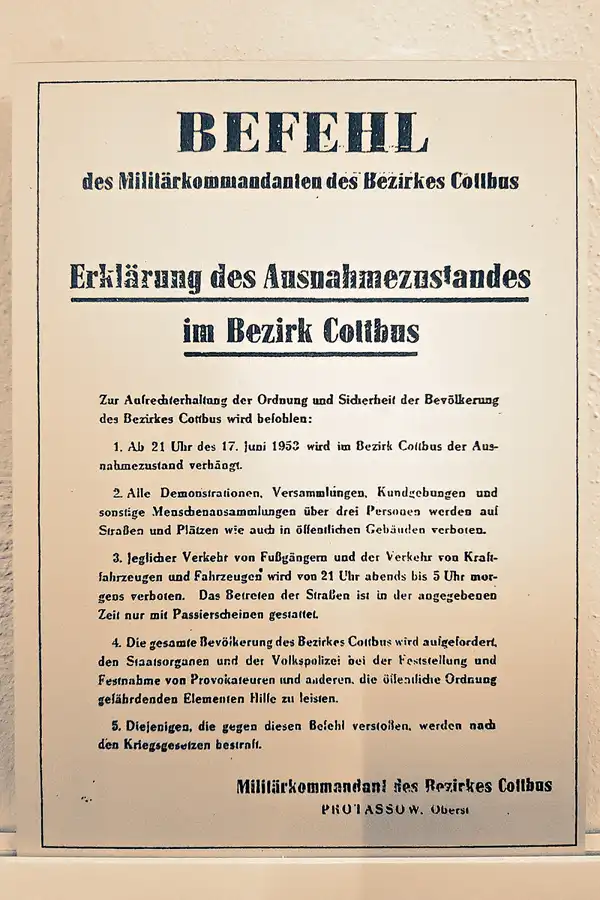 BEFEHL
des Militärkommandanten des Bezirkes Cottbus
Erklärung des Ausnahmezustandes
im Bezirk Cottbus
Zur Aufrechterhaltung der Ordnung und Sicherheit der Bevölkerung
des Bezirkes Cottbus wird befohlen:
1. Ab 21 Uhr des 17. Juni 1953 wird im Bezirk Cottbus der Aus-
nahmezustand verhängt.
2. Alle Demonstrationen, Versammlungen, Kundgebungen und
sonstige Menschenansammlungen über drei Personen werden auf
Straßen und Plätzen wie auch in öffentlichen Gebäuden verboten.
3. Jeglicher Verkehr von Fußgängern und der Verkehr von Kraft-
fahrzeugen und Fahrzeugen wird von 21 Uhr abends bis 5 Uhr mor-
gens verboten. Das Betreten der Straßen ist in der angegebenen
Zeit nur mit Passierscheinen gestattet.
4. Die gesamte Bevölkerung des Bezirkes Cottbus wird aufgefordert,
den Staatsorganen und der Volkspolizei bei der Feststellung und
Festnahme von Provokateuren und anderen, die öffentliche Ordnung
gefährdenden Elementen Hilfe zu leisten.
5. Diejenigen, die gegen diesen Befehl verstoßen, werden nach
den Kriegsgesetzen bestraft.
Militärkommandant des Bezirkes Cottbus
PROTASSOW, Oberst